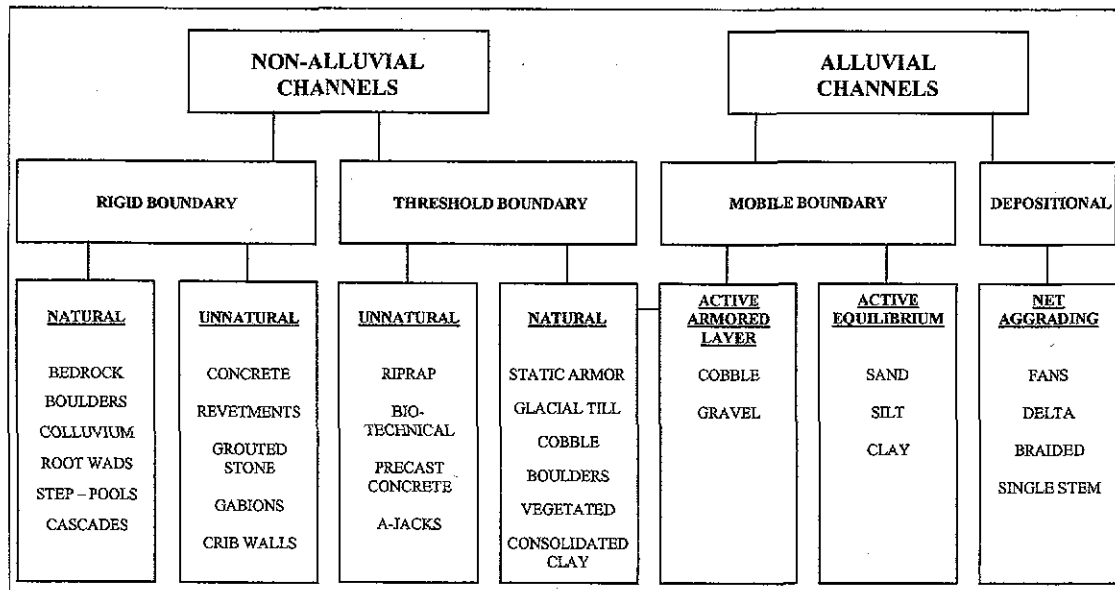 NON-ALLUVIAL
CHANNELS
ALLUVIAL
CHANNELS
RIGID BOUNDARY
THRESHOLD BOUNDARY
MOBILE BOUNDARY
DEPOSITIONAL
NATURAL
BEDROCK
BOULDERS
COLLUVIUM
ROOT WADS
STEP – POOLS
CASCADES
UNNATURAL
CONCRETE
REVETMENTS
GROUTED
STONE
GABIONS
CRIB WALLS
UNNATURAL
RIPRAP
BIO-
TECHNICAL
PRECAST
CONCRETE
A-JACKS
NATURAL
STATIC ARMOR
GLACIAL TILL
COBBLE
BOULDERS
VEGETATED
CONSOLIDATED
CLAY
ACTIVE
ARMORED
LAYER
COBBLE
GRAVEL
ACTIVE
EQUILIBRIUM
SAND
SILT
CLAY
NET
AGGRADING
FANS
DELTA
BRAIDED
SINGLE STEM